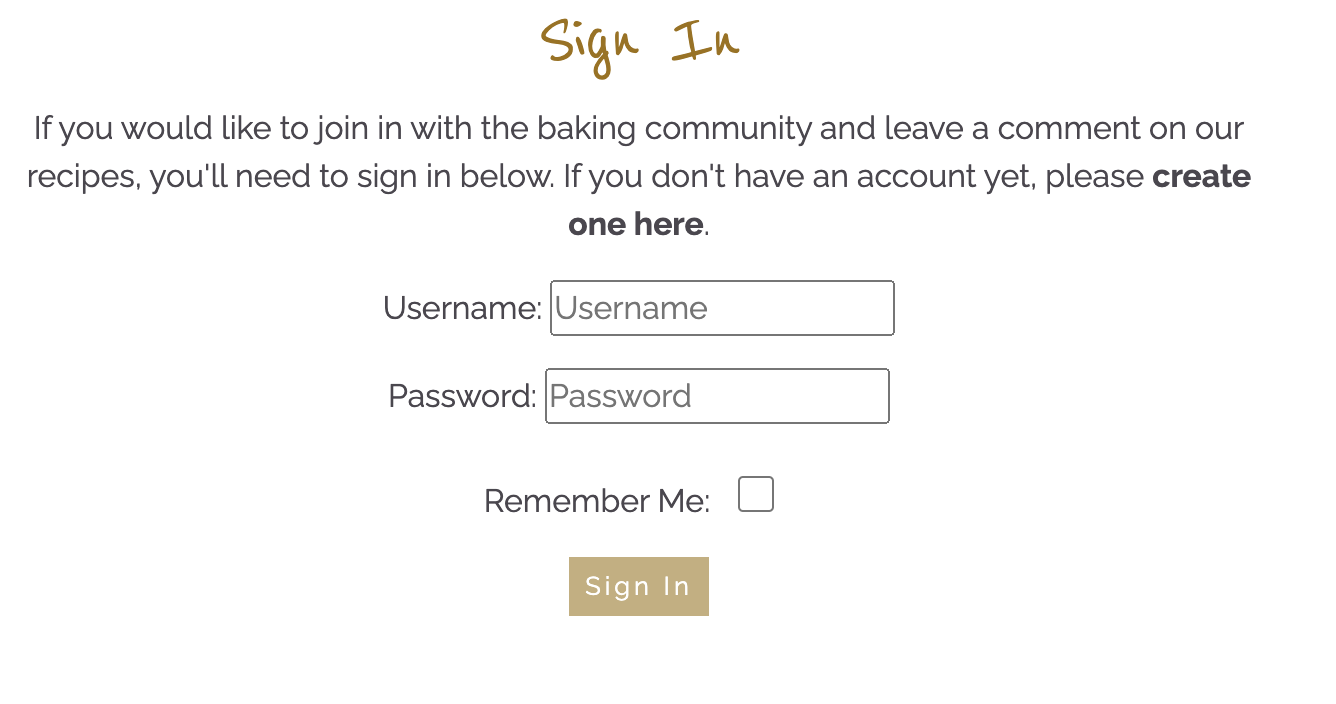 Sign In
If you would like to join in with the baking community and leave a comment on our
recipes, you'll need to sign in below. If you don't have an account yet, please create
one here.
Username: Username
Password: Password
Remember Me:
Sign In